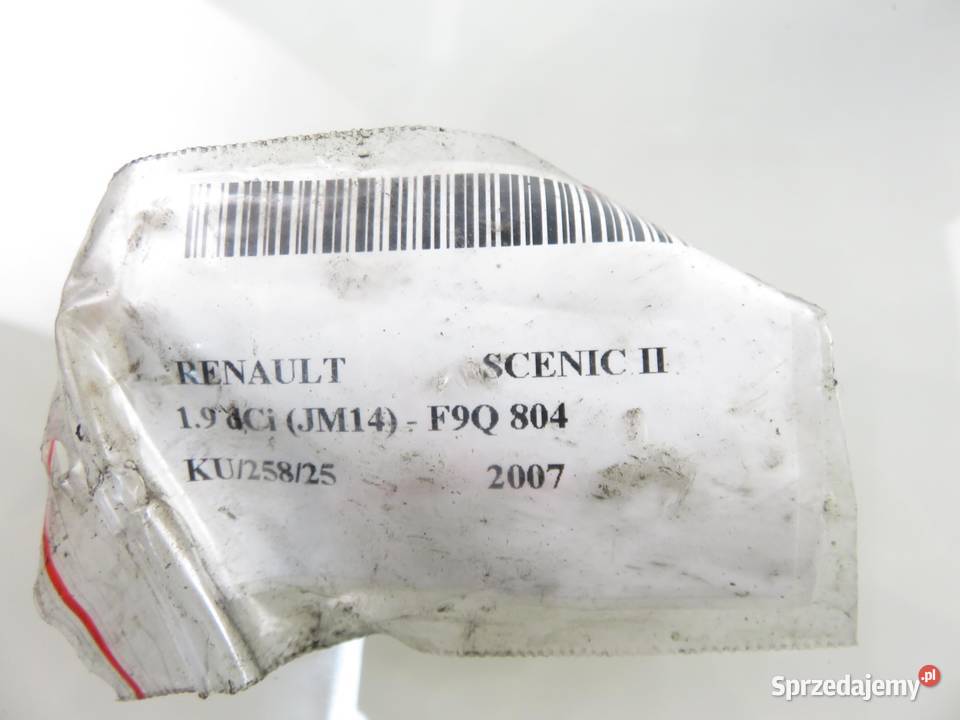 RENAULT SCENIC II
1.9 dCi (JM14) - F9Q 804
KU/258/25 2007
Sprzedajemy.pl